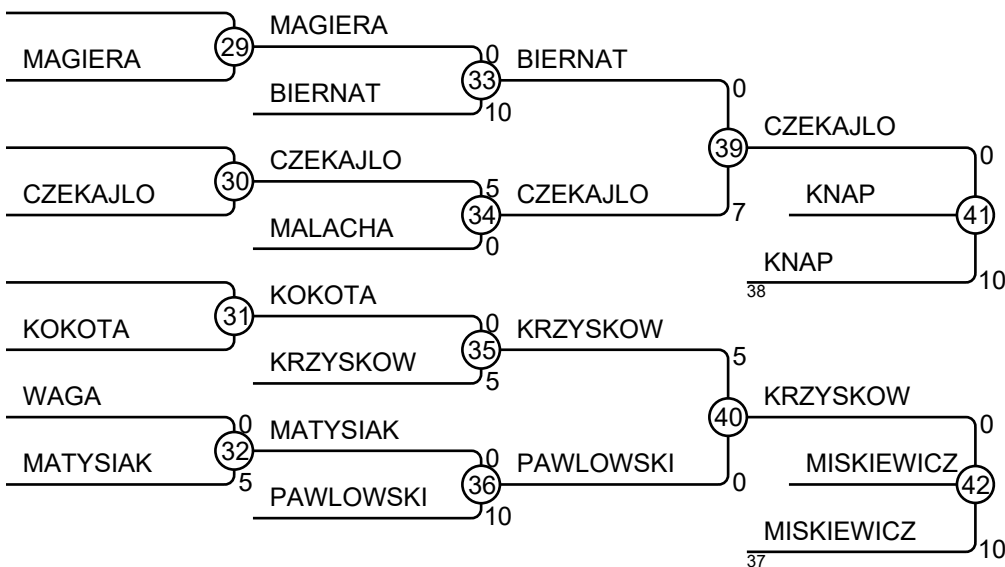 MAGIERA
29
MAGIERA
0
33
BIERNAT
10
BIERNAT
0
39
CZEKAJLO
30
CZEKAJLO
5
34
MALACHA
0
CZEKAJLO
7
CZEKAJLO
0
KNAP
41
KNAP
38
10
KOKOTA
31
KOKOTA
0
35
KRZYSKOW
5
KRZYSKOW
5
40
WAGA
0
32
MATYSIAK
5
MATYSIAK
0
36
PAWLOWSKI
10
PAWLOWSKI
0
KRZYSKOW
0
MISKIEWICZ
42
MISKIEWICZ
37
10